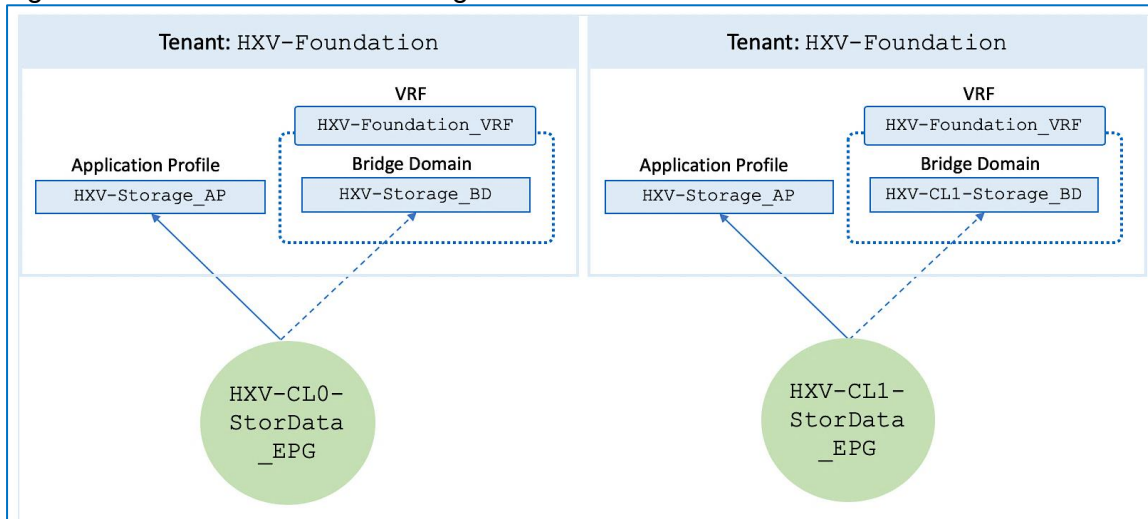 Tenant: HXV-Foundation
VRF
HXV-Foundation_VRF
Application Profile
HXV-Storage_AP
Bridge Domain
HXV-Storage_BD
HXV-CL0-
StorData
_EPG
Tenant: HXV-Foundation
VRF
HXV-Foundation_VRF
Application Profile
HXV-Storage_AP
Bridge Domain
HXV-CL1-Storage_BD
HXV-CL1-
StorData
_EPG